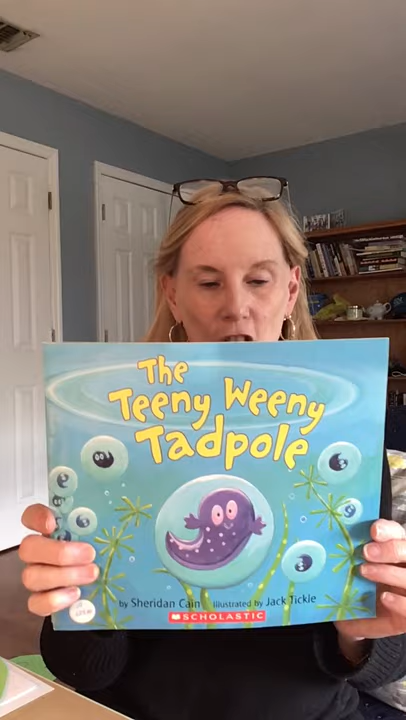 The
Teeny Weeny
Tadpole
by Sheridan Cain illustrated by Jack Tickle
SCHOLASTIC